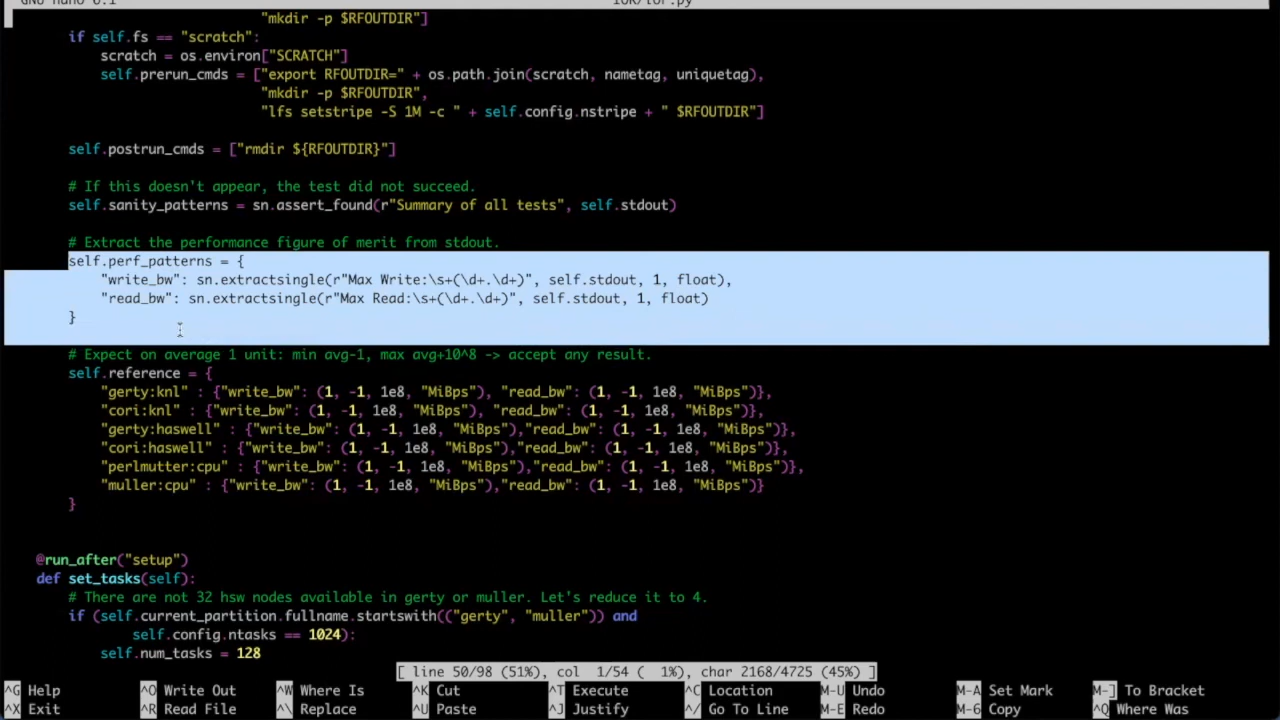 GNU nano 6.1 IOR/ior.py
"mkdir -p $RFOUTDIR"]
if self.fs == "scratch":
scratch = os.environ["SCRATCH"]
self.prerun_cmds = ["export RFOUTDIR=" + os.path.join(scratch, nametag, uniquetag),
"mkdir -p $RFOUTDIR",
"lfs setstripe -S 1M -c " + self.config.nstripe + " $RFOUTDIR"]
self.postrun_cmds = ["rmdir ${RFOUTDIR}"]
# If this doesn't appear, the test did not succeed.
self.sanity_patterns = sn.assert_found(r"Summary of all tests", self.stdout)
# Extract the performance figure of merit from stdout.
self.perf_patterns = {
"write_bw": sn.extractsingle(r"Max Write:\s+(\d+.\d+)", self.stdout, 1, float),
"read_bw": sn.extractsingle(r"Max Read:\s+(\d+.\d+)", self.stdout, 1, float)
}
# Expect on average 1 unit: min avg-1, max avg+10^8 -> accept any result.
self.reference = {
"gerty:knl" : {"write_bw": (1, -1, 1e8, "MiBps"), "read_bw": (1, -1, 1e8, "MiBps")},
"cori:knl" : {"write_bw": (1, -1, 1e8, "MiBps"), "read_bw": (1, -1, 1e8, "MiBps")},
"gerty:haswell" : {"write_bw": (1, -1, 1e8, "MiBps"),"read_bw": (1, -1, 1e8, "MiBps")},
"cori:haswell" : {"write_bw": (1, -1, 1e8, "MiBps"),"read_bw": (1, -1, 1e8, "MiBps")},
"perlmutter:cpu" : {"write_bw": (1, -1, 1e8, "MiBps"),"read_bw": (1, -1, 1e8, "MiBps")},
"muller:cpu" : {"write_bw": (1, -1, 1e8, "MiBps"),"read_bw": (1, -1, 1e8, "MiBps")}
}
@run_after("setup")
def set_tasks(self):
# There are not 32 hsw nodes available in gerty or muller. Let's reduce it to 4.
if (self.current_partition.fullname.startswith(("gerty", "muller")) and
self.config.ntasks == 1024):
self.num_tasks = 128
[ line 50/98 (51%), col 1/54 ( 1%), char 2168/4725 (45%) ]
^G Help ^O Write Out ^W Where Is ^K Cut ^T Execute ^C Location M-U Undo M-A Set Mark M-] To Bracket
^X Exit ^R Read File ^\ Replace ^U Paste ^J Justify ^/ Go To Line M-E Redo M-6 Copy ^Q Where Was